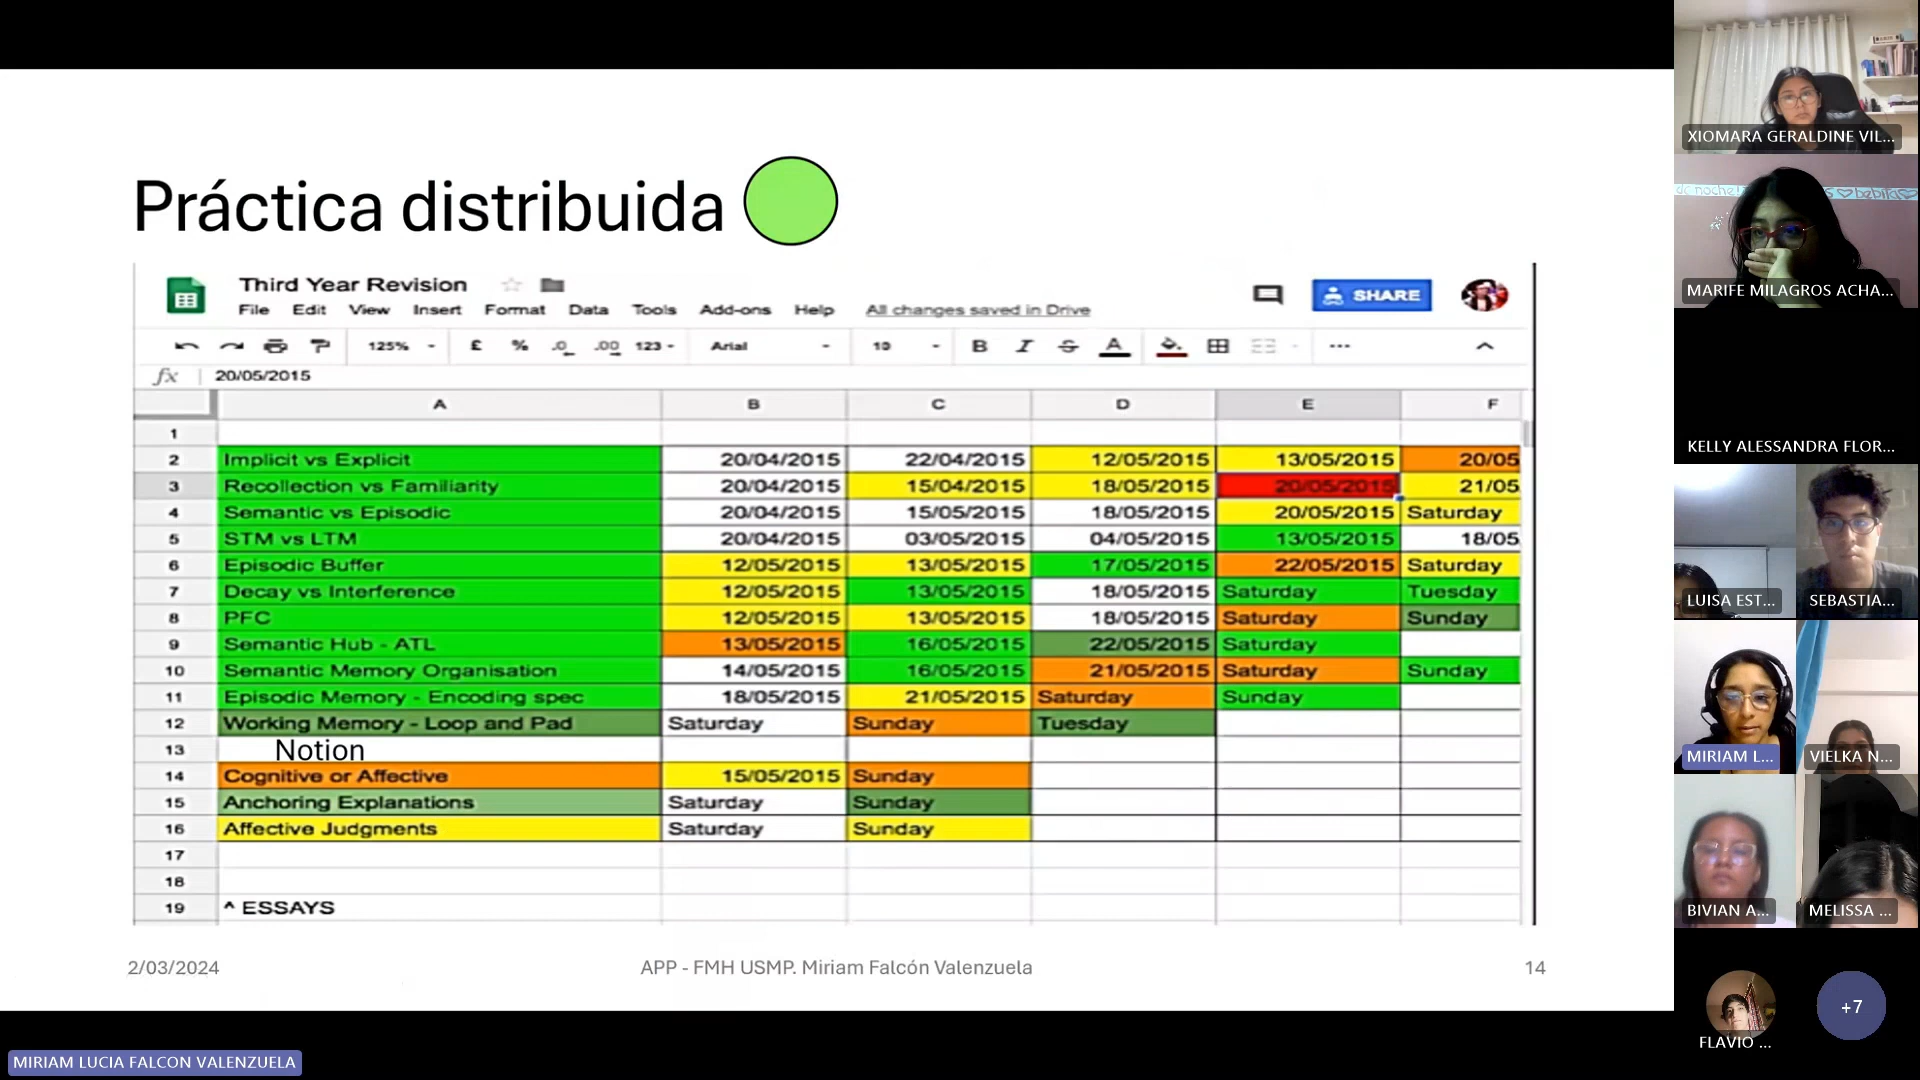 Práctica distribuida
Third Year Revision
File Edit View Insert Format Data Tools Add-ons Help All changes saved in Drive
SHARE
125% £ % .0 .00 123 Arial 10 B I S A
fx 20/05/2015
A B C D E F
1
2 Implicit vs Explicit 20/04/2015 22/04/2015 12/05/2015 13/05/2015 20/05
3 Recollection vs Familiarity 20/04/2015 15/04/2015 18/05/2015 20/05/2015 21/05
4 Semantic vs Episodic 20/04/2015 15/05/2015 18/05/2015 20/05/2015 Saturday
5 STM vs LTM 20/04/2015 03/05/2015 04/05/2015 13/05/2015 18/05
6 Episodic Buffer 12/05/2015 13/05/2015 17/05/2015 22/05/2015 Saturday
7 Decay vs Interference 12/05/2015 13/05/2015 18/05/2015 Saturday Tuesday
8 PFC 12/05/2015 13/05/2015 18/05/2015 Saturday Sunday
9 Semantic Hub - ATL 13/05/2015 16/05/2015 22/05/2015 Saturday
10 Semantic Memory Organisation 14/05/2015 16/05/2015 21/05/2015 Saturday Sunday
11 Episodic Memory - Encoding spec 18/05/2015 21/05/2015 Saturday Sunday
12 Working Memory - Loop and Pad Saturday Sunday Tuesday
13 Notion
14 Cognitive or Affective 15/05/2015 Sunday
15 Anchoring Explanations Saturday Sunday
16 Affective Judgments Saturday Sunday
17
18
19 ^ ESSAYS
2/03/2024 APP - FMH USMP. Miriam Falcón Valenzuela 14
MIRIAM LUCIA FALCON VALENZUELA
XIOMARA GERALDINE VIL...
MARIFE MILAGROS ACHA...
KELLY ALESSANDRA FLOR...
LUISA EST... SEBASTIA...
MIRIAM L... VIELKA N...
BIVIAN A... MELISSA ...
FLAVIO ... +7